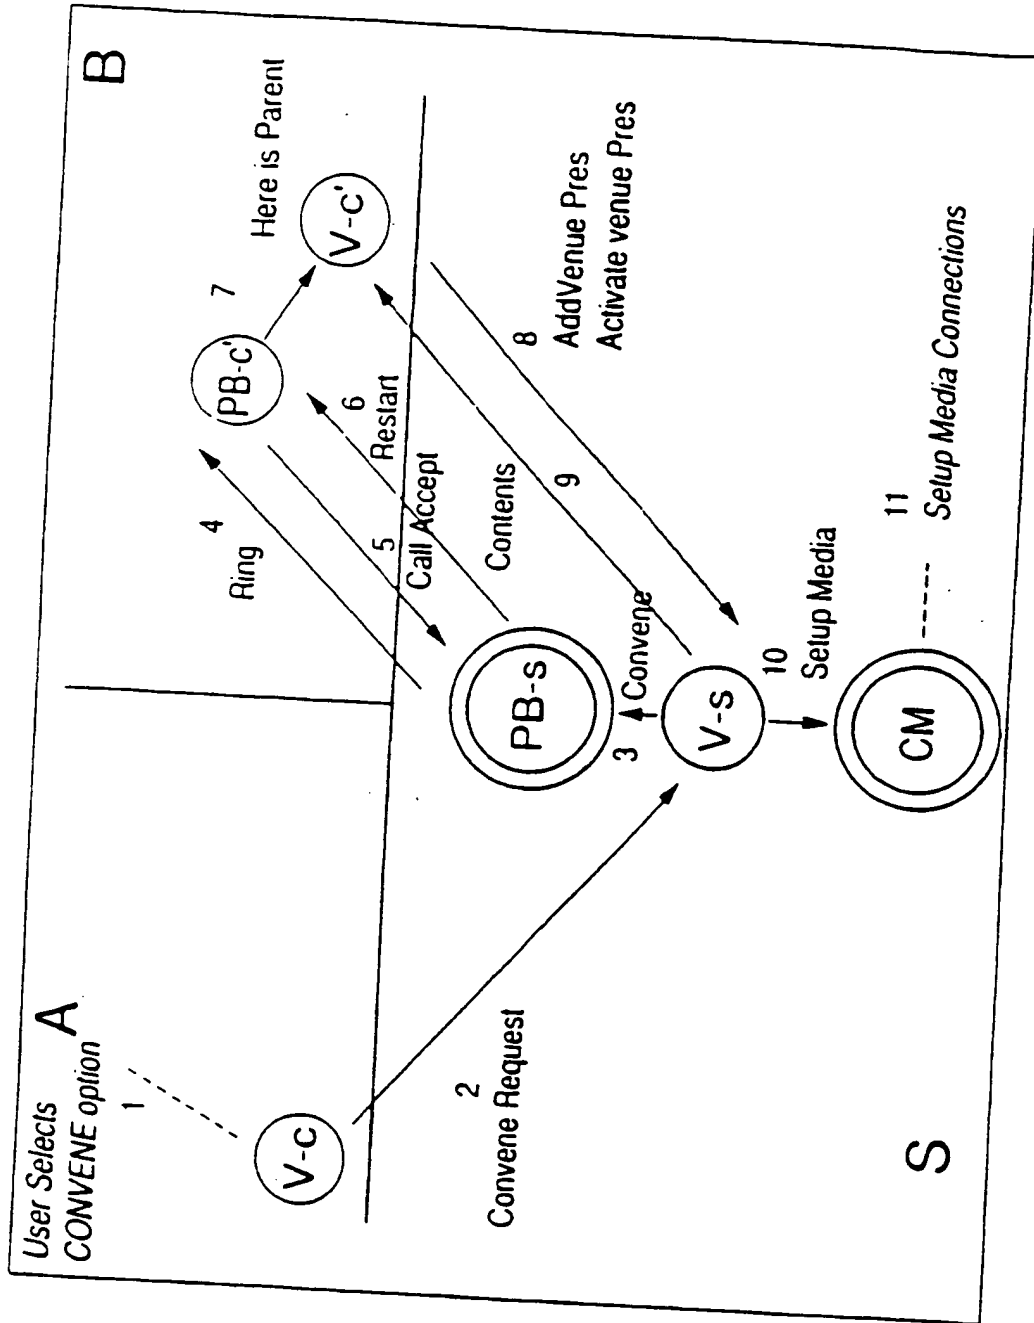 User Selects
CONVENE option
A
1
V-c
B
Here is Parent
7
PB-c'
V-c'
4
Ring
6
Restart
5
Call Accept
2
Convene Request
PB-s
Contents
9
8
AddVenue Pres
Activate venue Pres
3
Convene
V-s
10
Setup Media
CM
11
Setup Media Connections
S